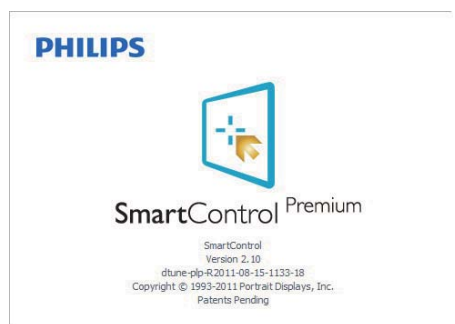 PHILIPS
SmartControl Premium
SmartControl
Version 2.10
dtune-plp-R2011-08-15-1133-18
Copyright © 1993-2011 Portrait Displays, Inc.
Patents Pending